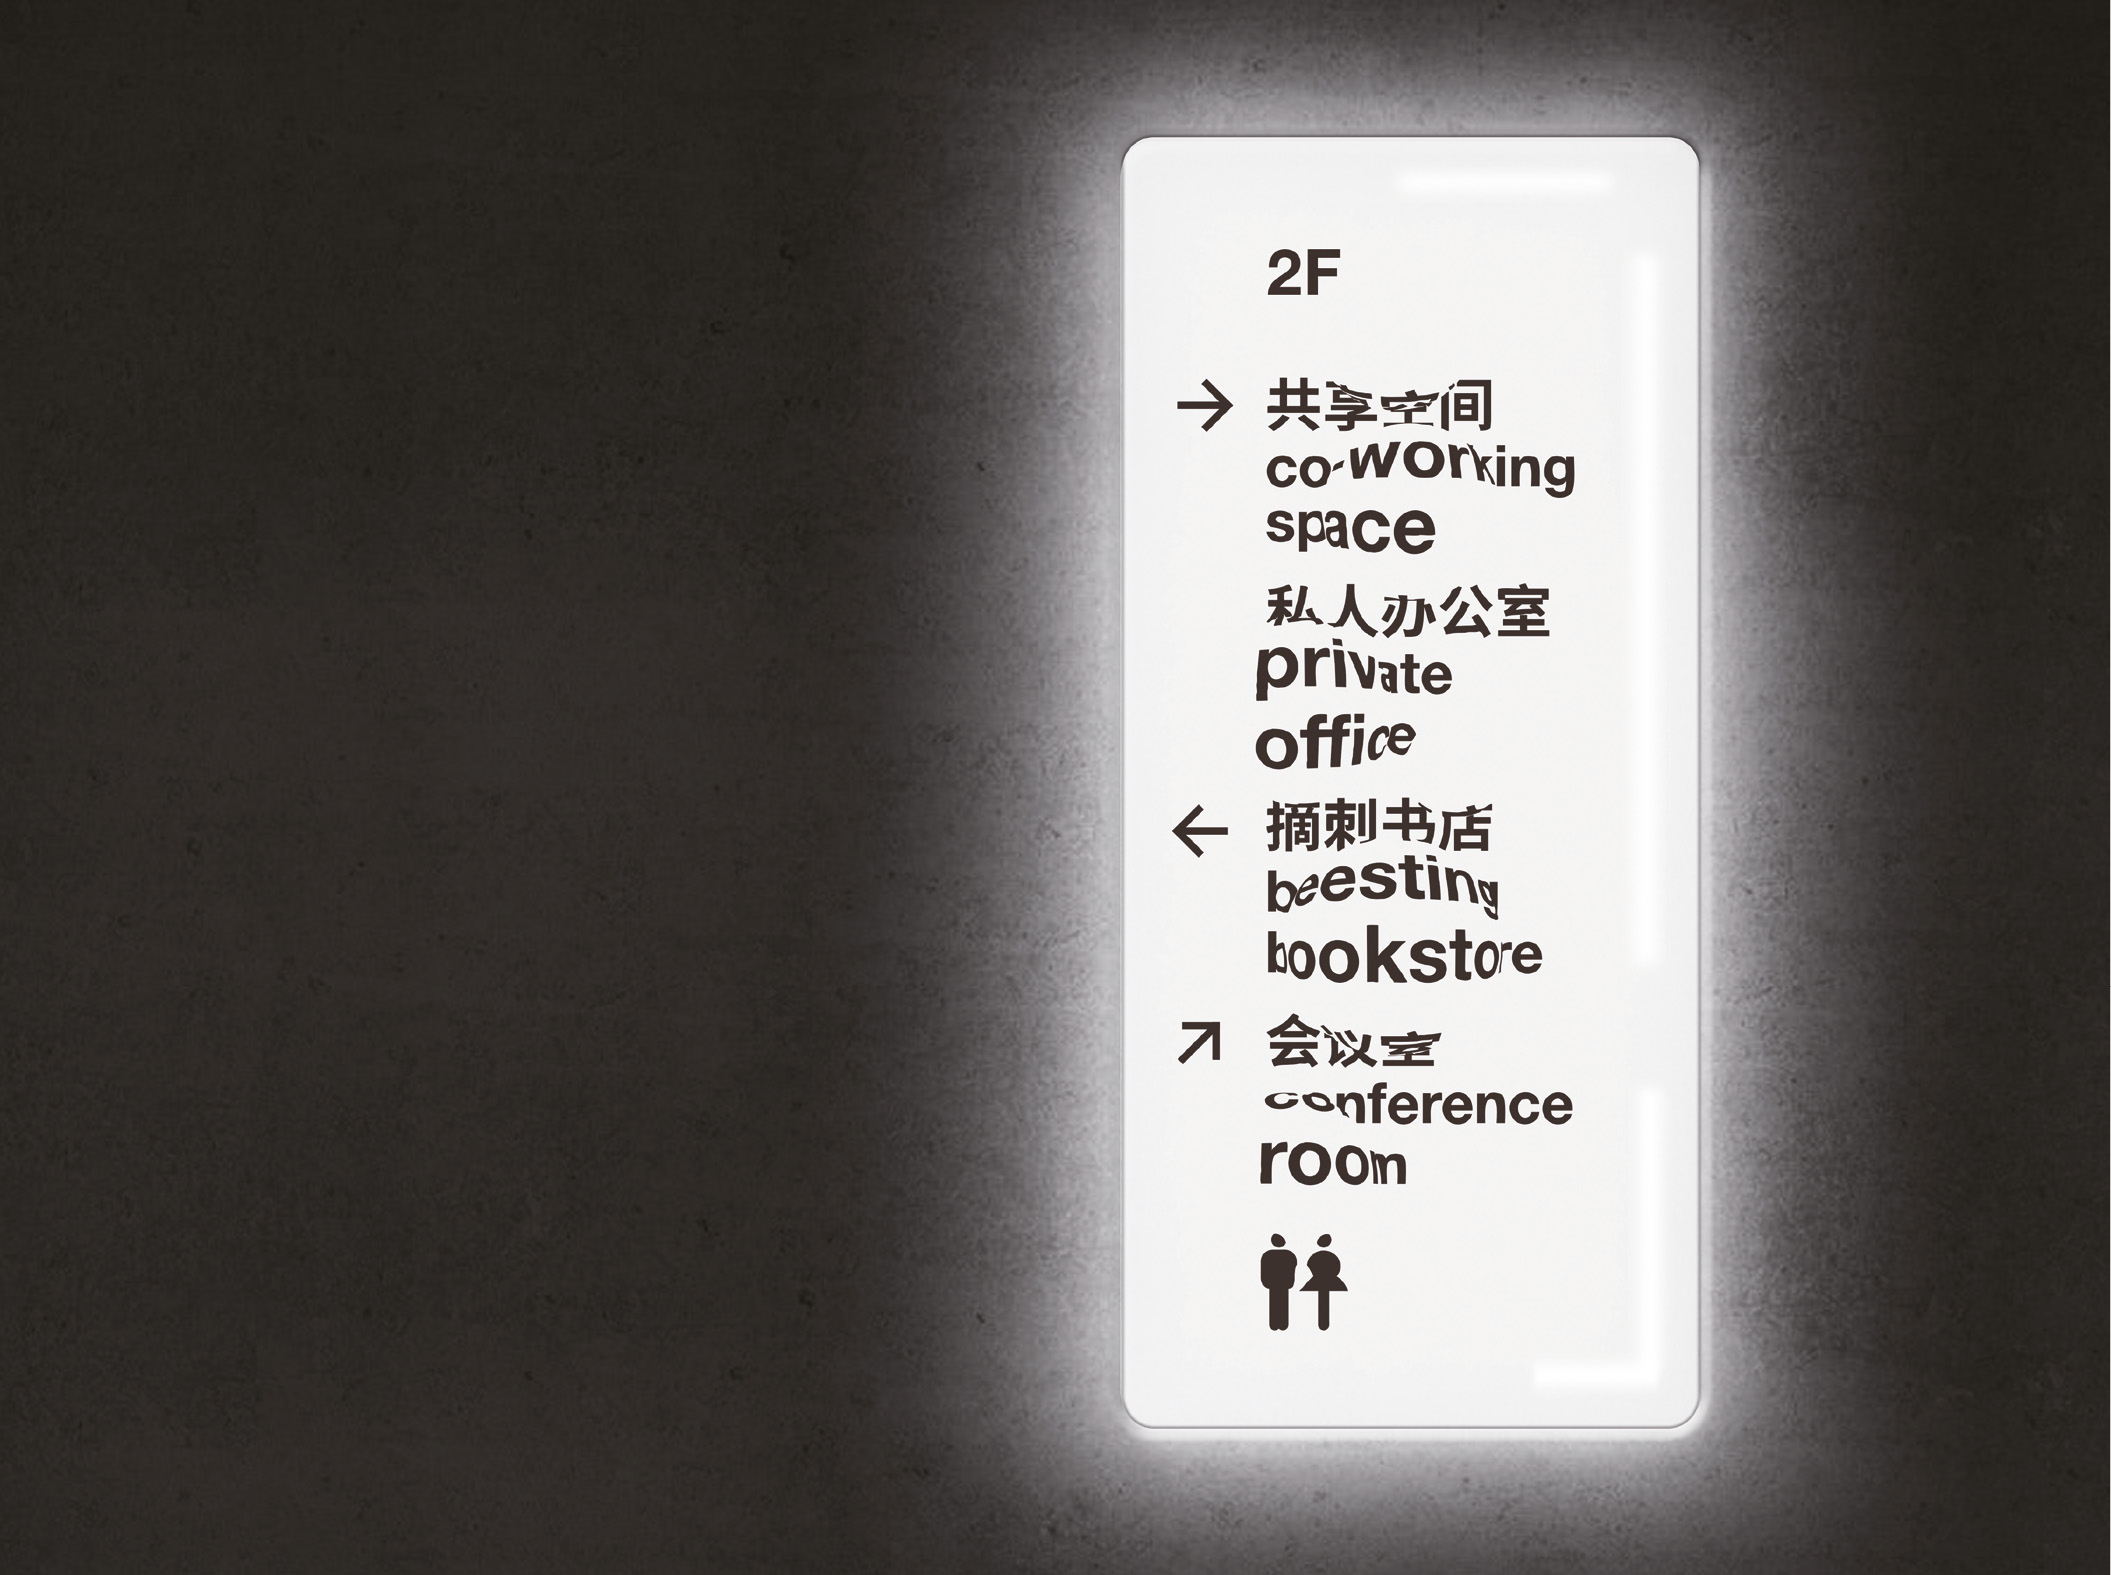 2F
→ 共享空间
co-working
space
私人办公室
private
office
← 摘刺书店
beesting
bookstore
↗ 会议室
conference
room